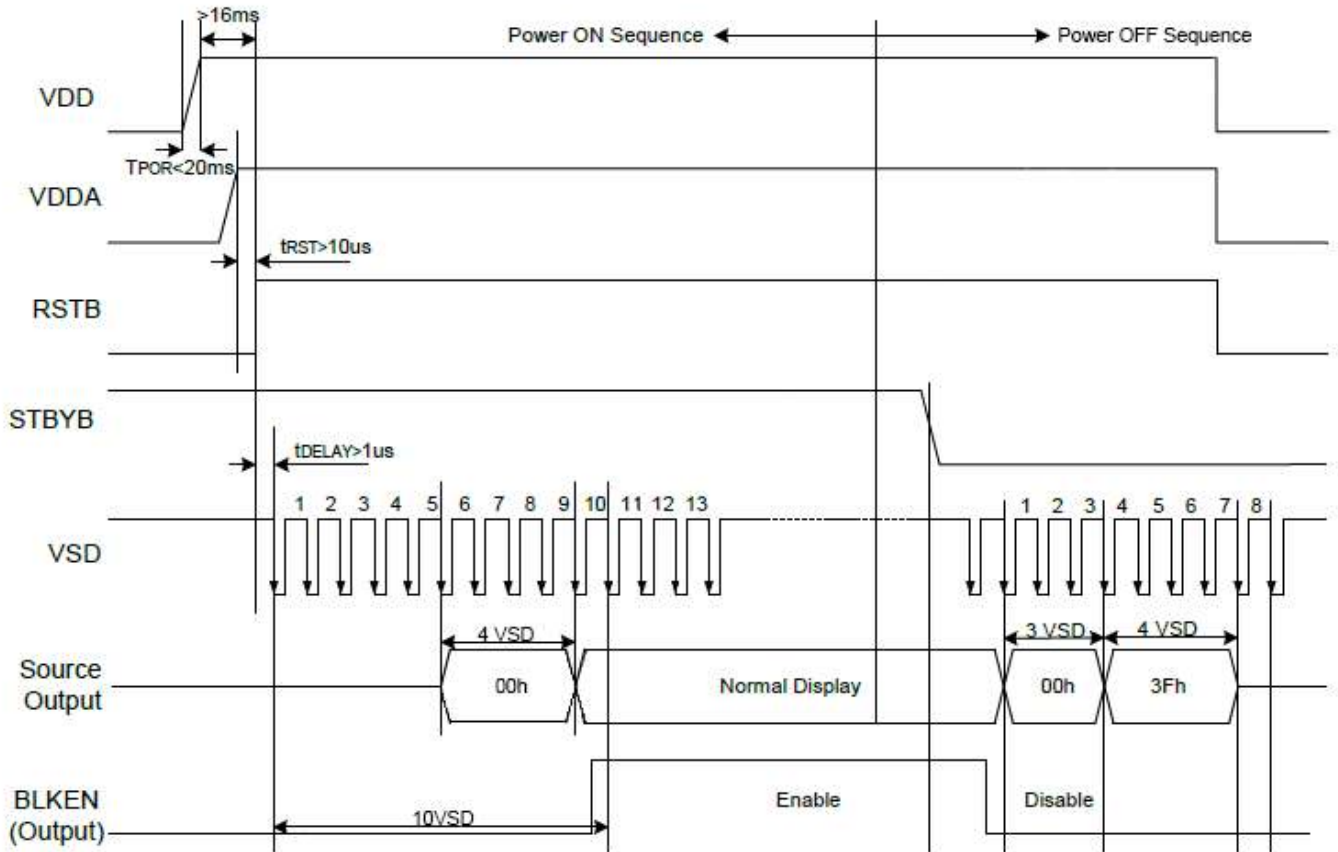 >16ms
Power ON Sequence
Power OFF Sequence
VDD
TPOR<20ms
VDDA
tRST>10us
RSTB
STBYB
tDELAY>1us
1 2 3 4 5 6 7 8 9 10 11 12 13
1 2 3 4 5 6 7 8
VSD
4 VSD
3 VSD
4 VSD
Source
Output
00h
Normal Display
00h
3Fh
BLKEN
(Output)
10VSD
Enable
Disable